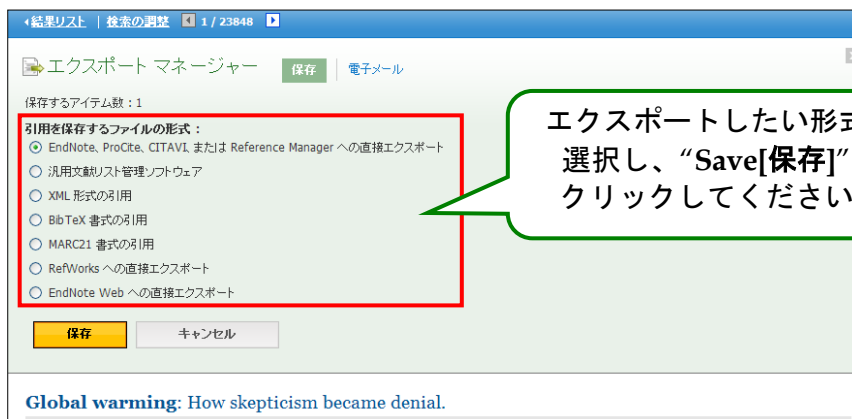 結果リスト | 検索の調整 1 / 23848
エクスポート マネージャー 保存 電子メール
保存するアイテム数：1
引用を保存するファイルの形式：
EndNote、ProCite、CITAVI、または Reference Manager への直接エクスポート
汎用文献リスト管理ソフトウェア
XML 形式の引用
BibTeX 書式の引用
MARC21 書式の引用
RefWorks への直接エクスポート
EndNote Web への直接エクスポート
保存 キャンセル
エクスポートしたい形式
選択し、“Save[保存]”
クリックしてください
Global warming: How skepticism became denial.